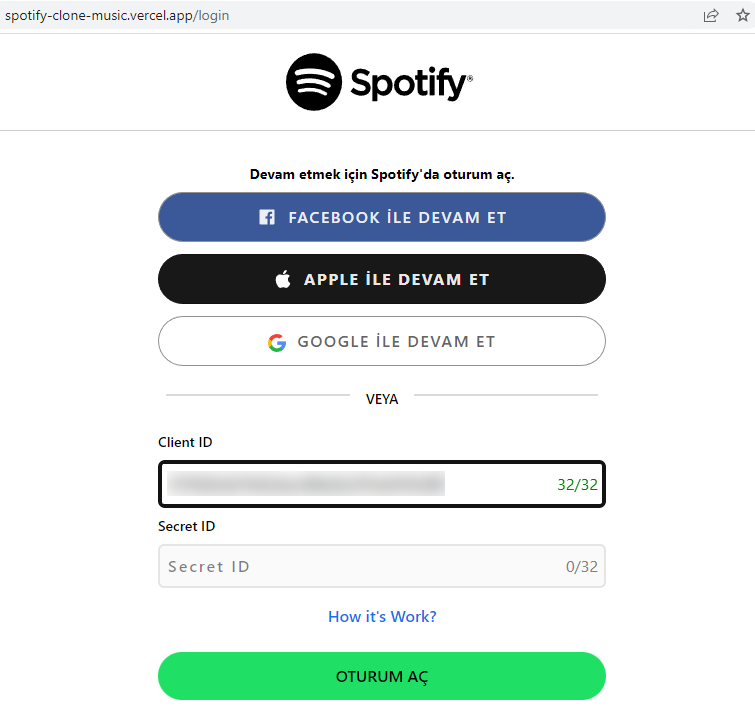 spotify-clone-music.vercel.app/login
Spotify®
Devam etmek için Spotify'da oturum aç.
FACEBOOK İLE DEVAM ET
APPLE İLE DEVAM ET
GOOGLE İLE DEVAM ET
VEYA
Client ID
32/32
Secret ID
Secret ID 0/32
How it's Work?
OTURUM AÇ